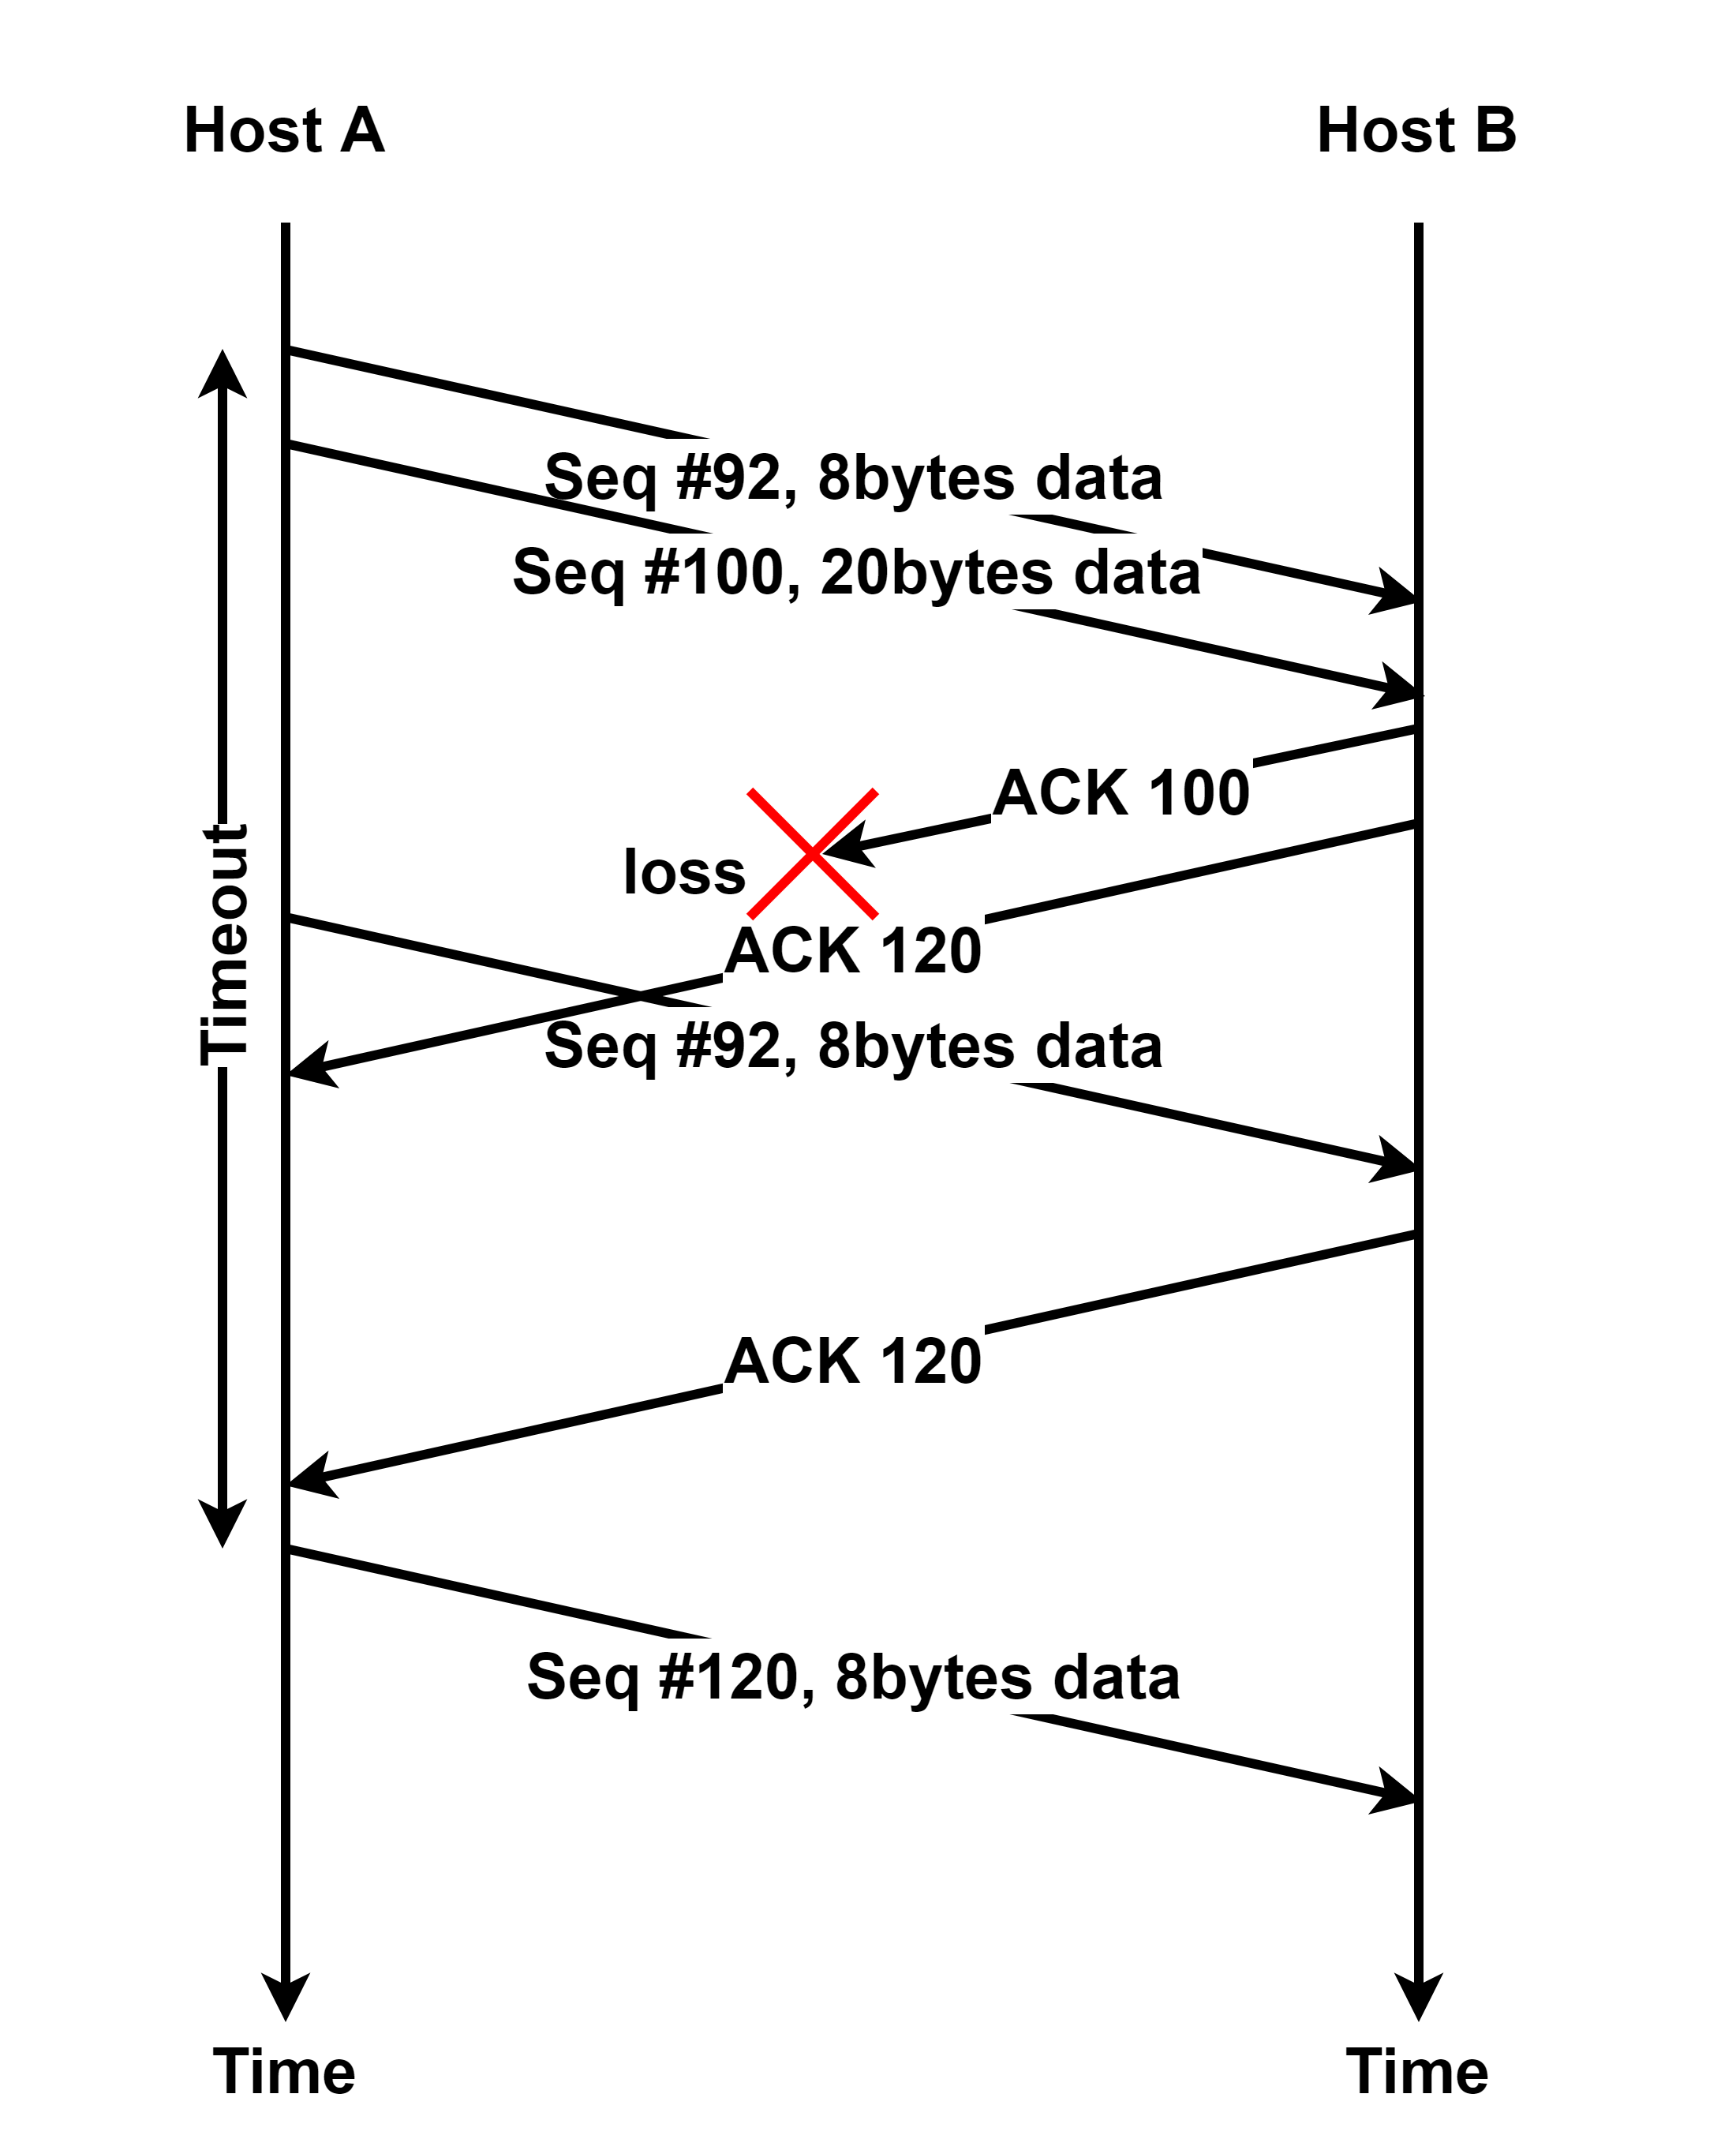 Host A
Host B
Seq #92, 8bytes data
Seq #100, 20bytes data
ACK 100
loss
Timeout
ACK 120
Seq #92, 8bytes data
ACK 120
Seq #120, 8bytes data
Time
Time